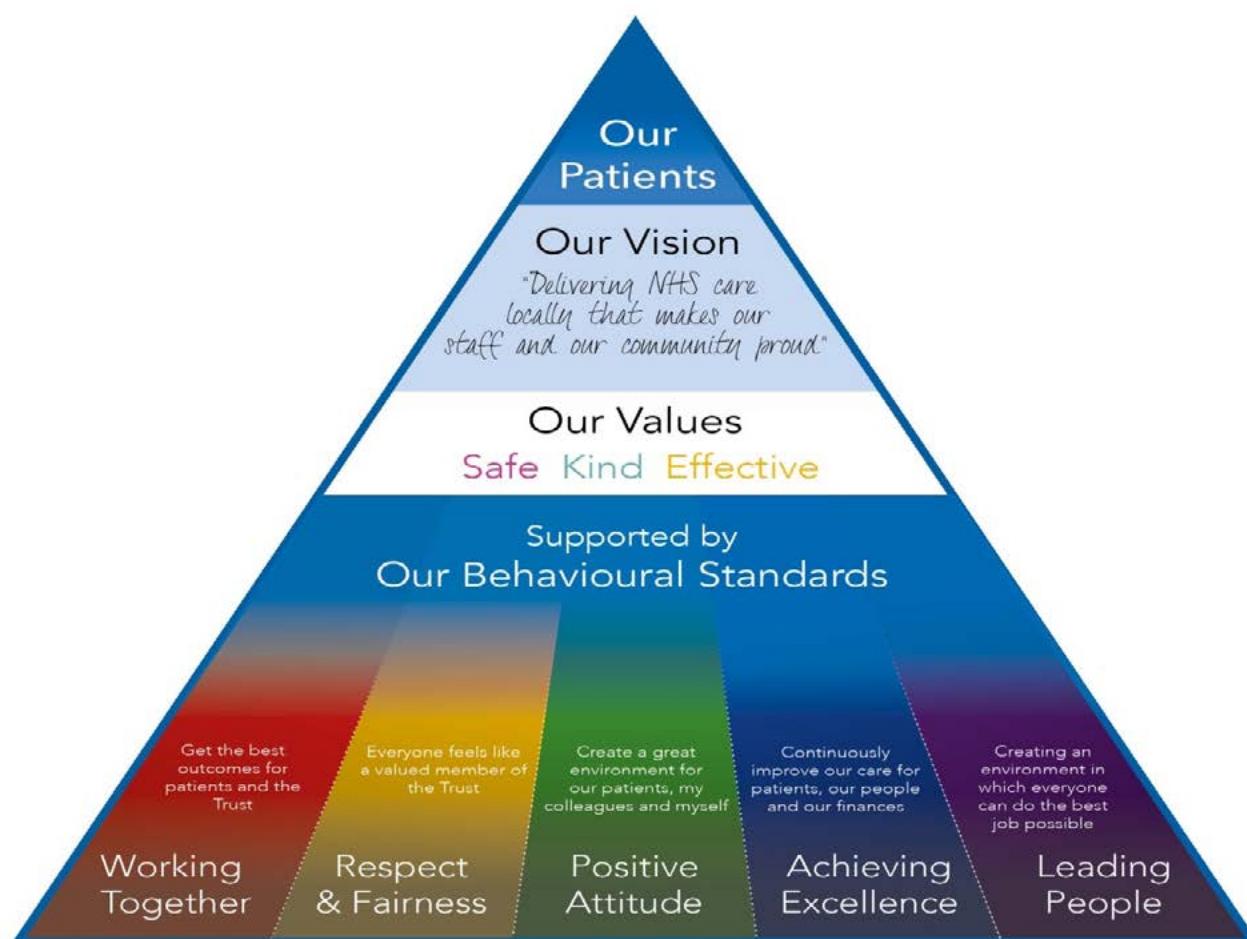 Our
Patients
Our Vision
"Delivering NHS care
locally that makes our
staff and our community proud"
Our Values
Safe Kind Effective
Supported by
Our Behavioural Standards
Get the best
outcomes for
patients and the
Trust
Working
Together
Everyone feels like
a valued member of
the Trust
Respect
& Fairness
Create a great
environment for
our patients, my
colleagues and myself
Positive
Attitude
Continuously
improve our care for
patients, our people
and our finances
Achieving
Excellence
Creating an
environment in
which everyone
can do the best
job possible
Leading
People